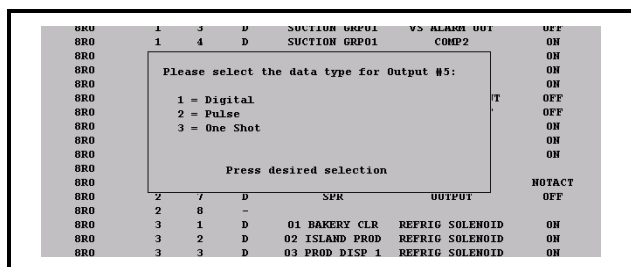 8RO 1 3 D SUCTION GRP01 VS ALARM OUT OFF
8RO 1 4 D SUCTION GRP01 COMP2 ON
8RO ON
8RO Please select the data type for Output #5: ON
8RO ON
8RO 1 = Digital T OFF
8RO 2 = Pulse OFF
8RO 3 = One Shot ON
8RO ON
8RO ON
8RO Press desired selection
8RO NOTACT
8RO 2 7 D SPR OUTPUT OFF
8RO 2 8 -
8RO 3 1 D 01 BAKERY CLR REFRIG SOLENOID ON
8RO 3 2 D 02 ISLAND PROD REFRIG SOLENOID ON
8RO 3 3 D 03 PROD DISP 1 REFRIG SOLENOID ON